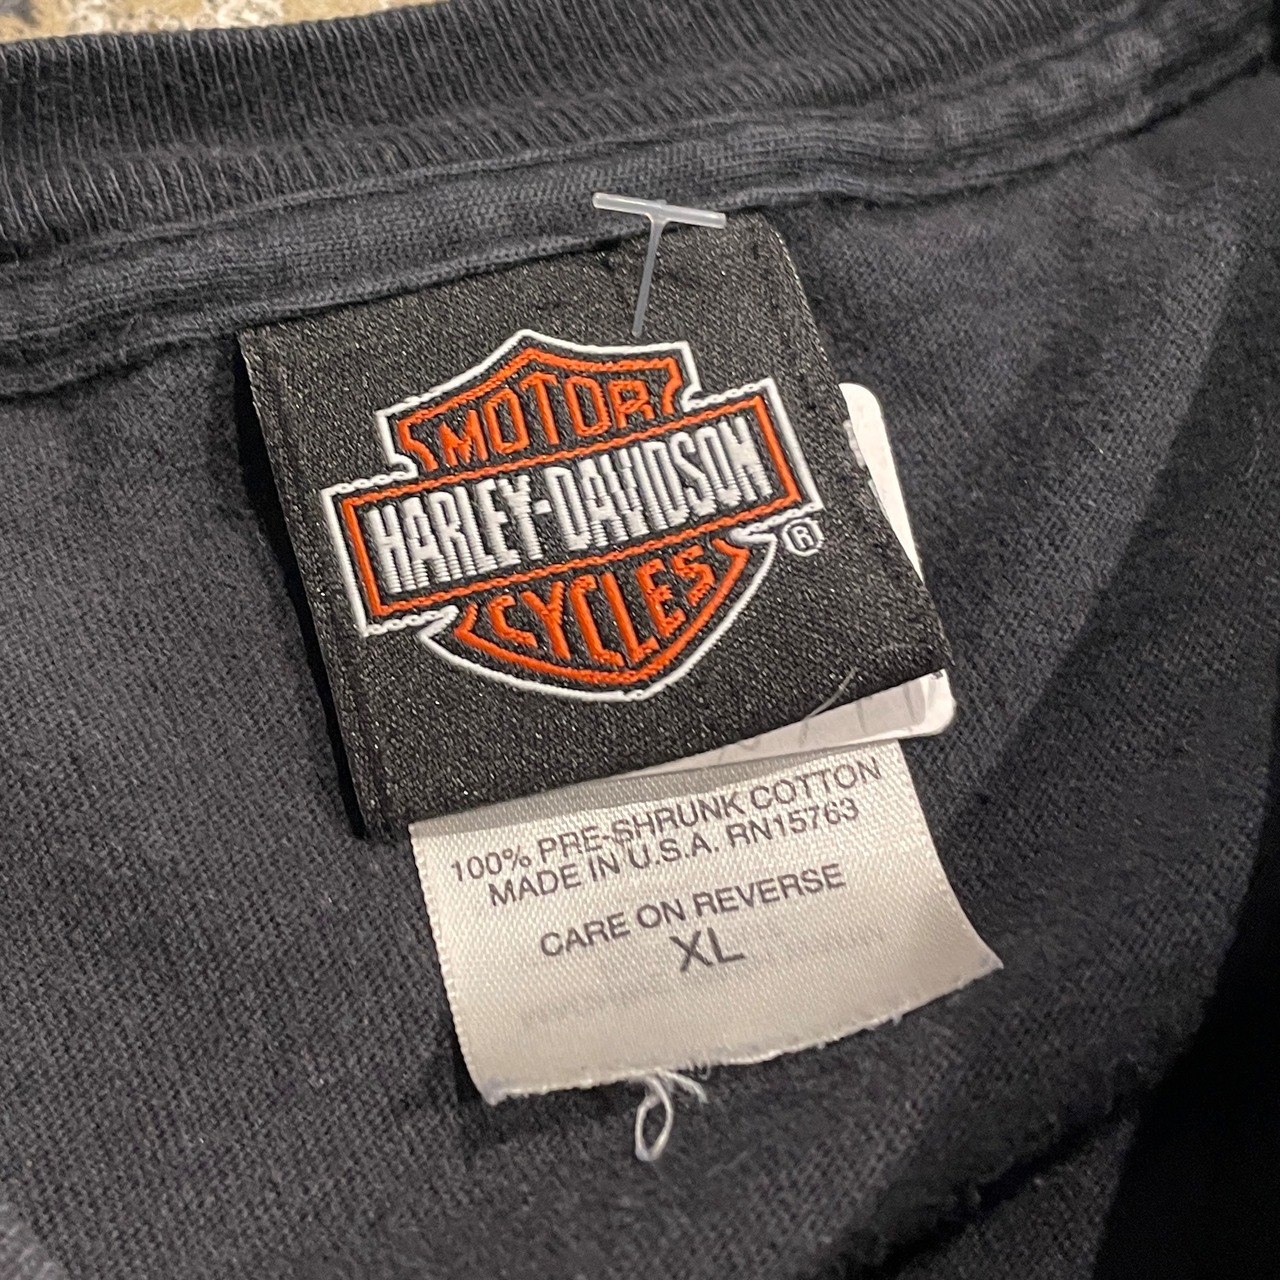 MOTOR
HARLEY-DAVIDSON
CYCLES
®
100% PRE-SHRUNK COTTON
MADE IN U.S.A. RN15763
CARE ON REVERSE
XL